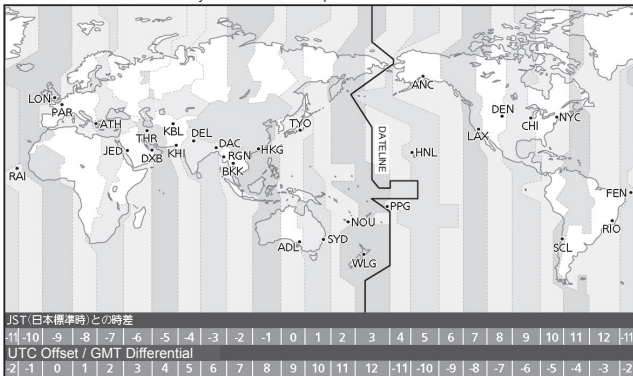 ANC
LON
PAR
DEN
NYC
CHI
ATH
KBL
TYO
LAX
THR
DEL
DATELINE
DAC
HKG
JED
DXB
KHI
RGN
HNL
BKK
RAI
FEN
PPG
NOU
RIO
ADL
SYD
SCL
WLG
JST(日本標準時)との時差
-11 -10 -9 -8 -7 -6 -5 -4 -3 -2 -1 0 1 2 3 4 5 6 7 8 9 10 11 12 -11
UTC Offset / GMT Differential
-2 -1 0 1 2 3 4 5 6 7 8 9 10 11 12 -11 -10 -9 -8 -7 -6 -5 -4 -3 -2